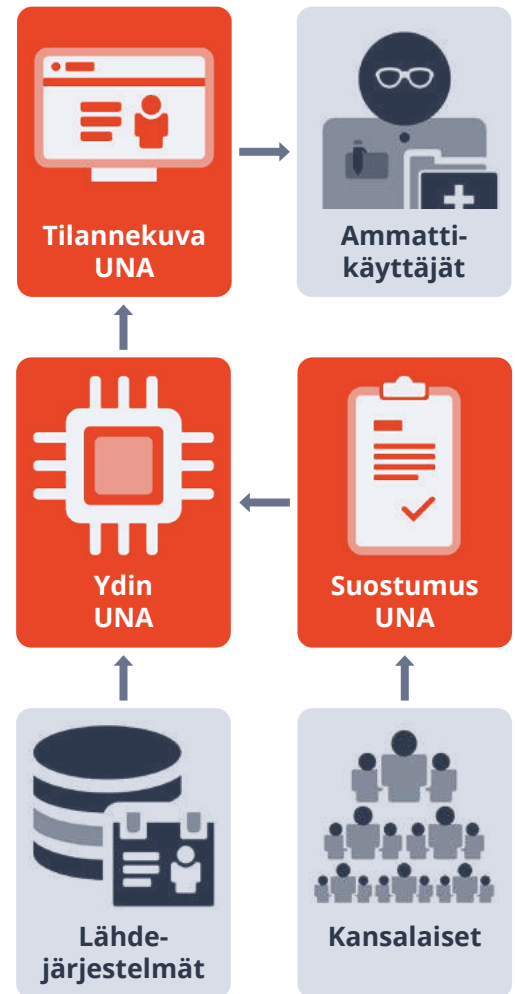 Tilannekuva
UNA
Ammatti-
käyttäjät
Ydin
UNA
Suostumus
UNA
Lähde-
järjestelmät
Kansalaiset